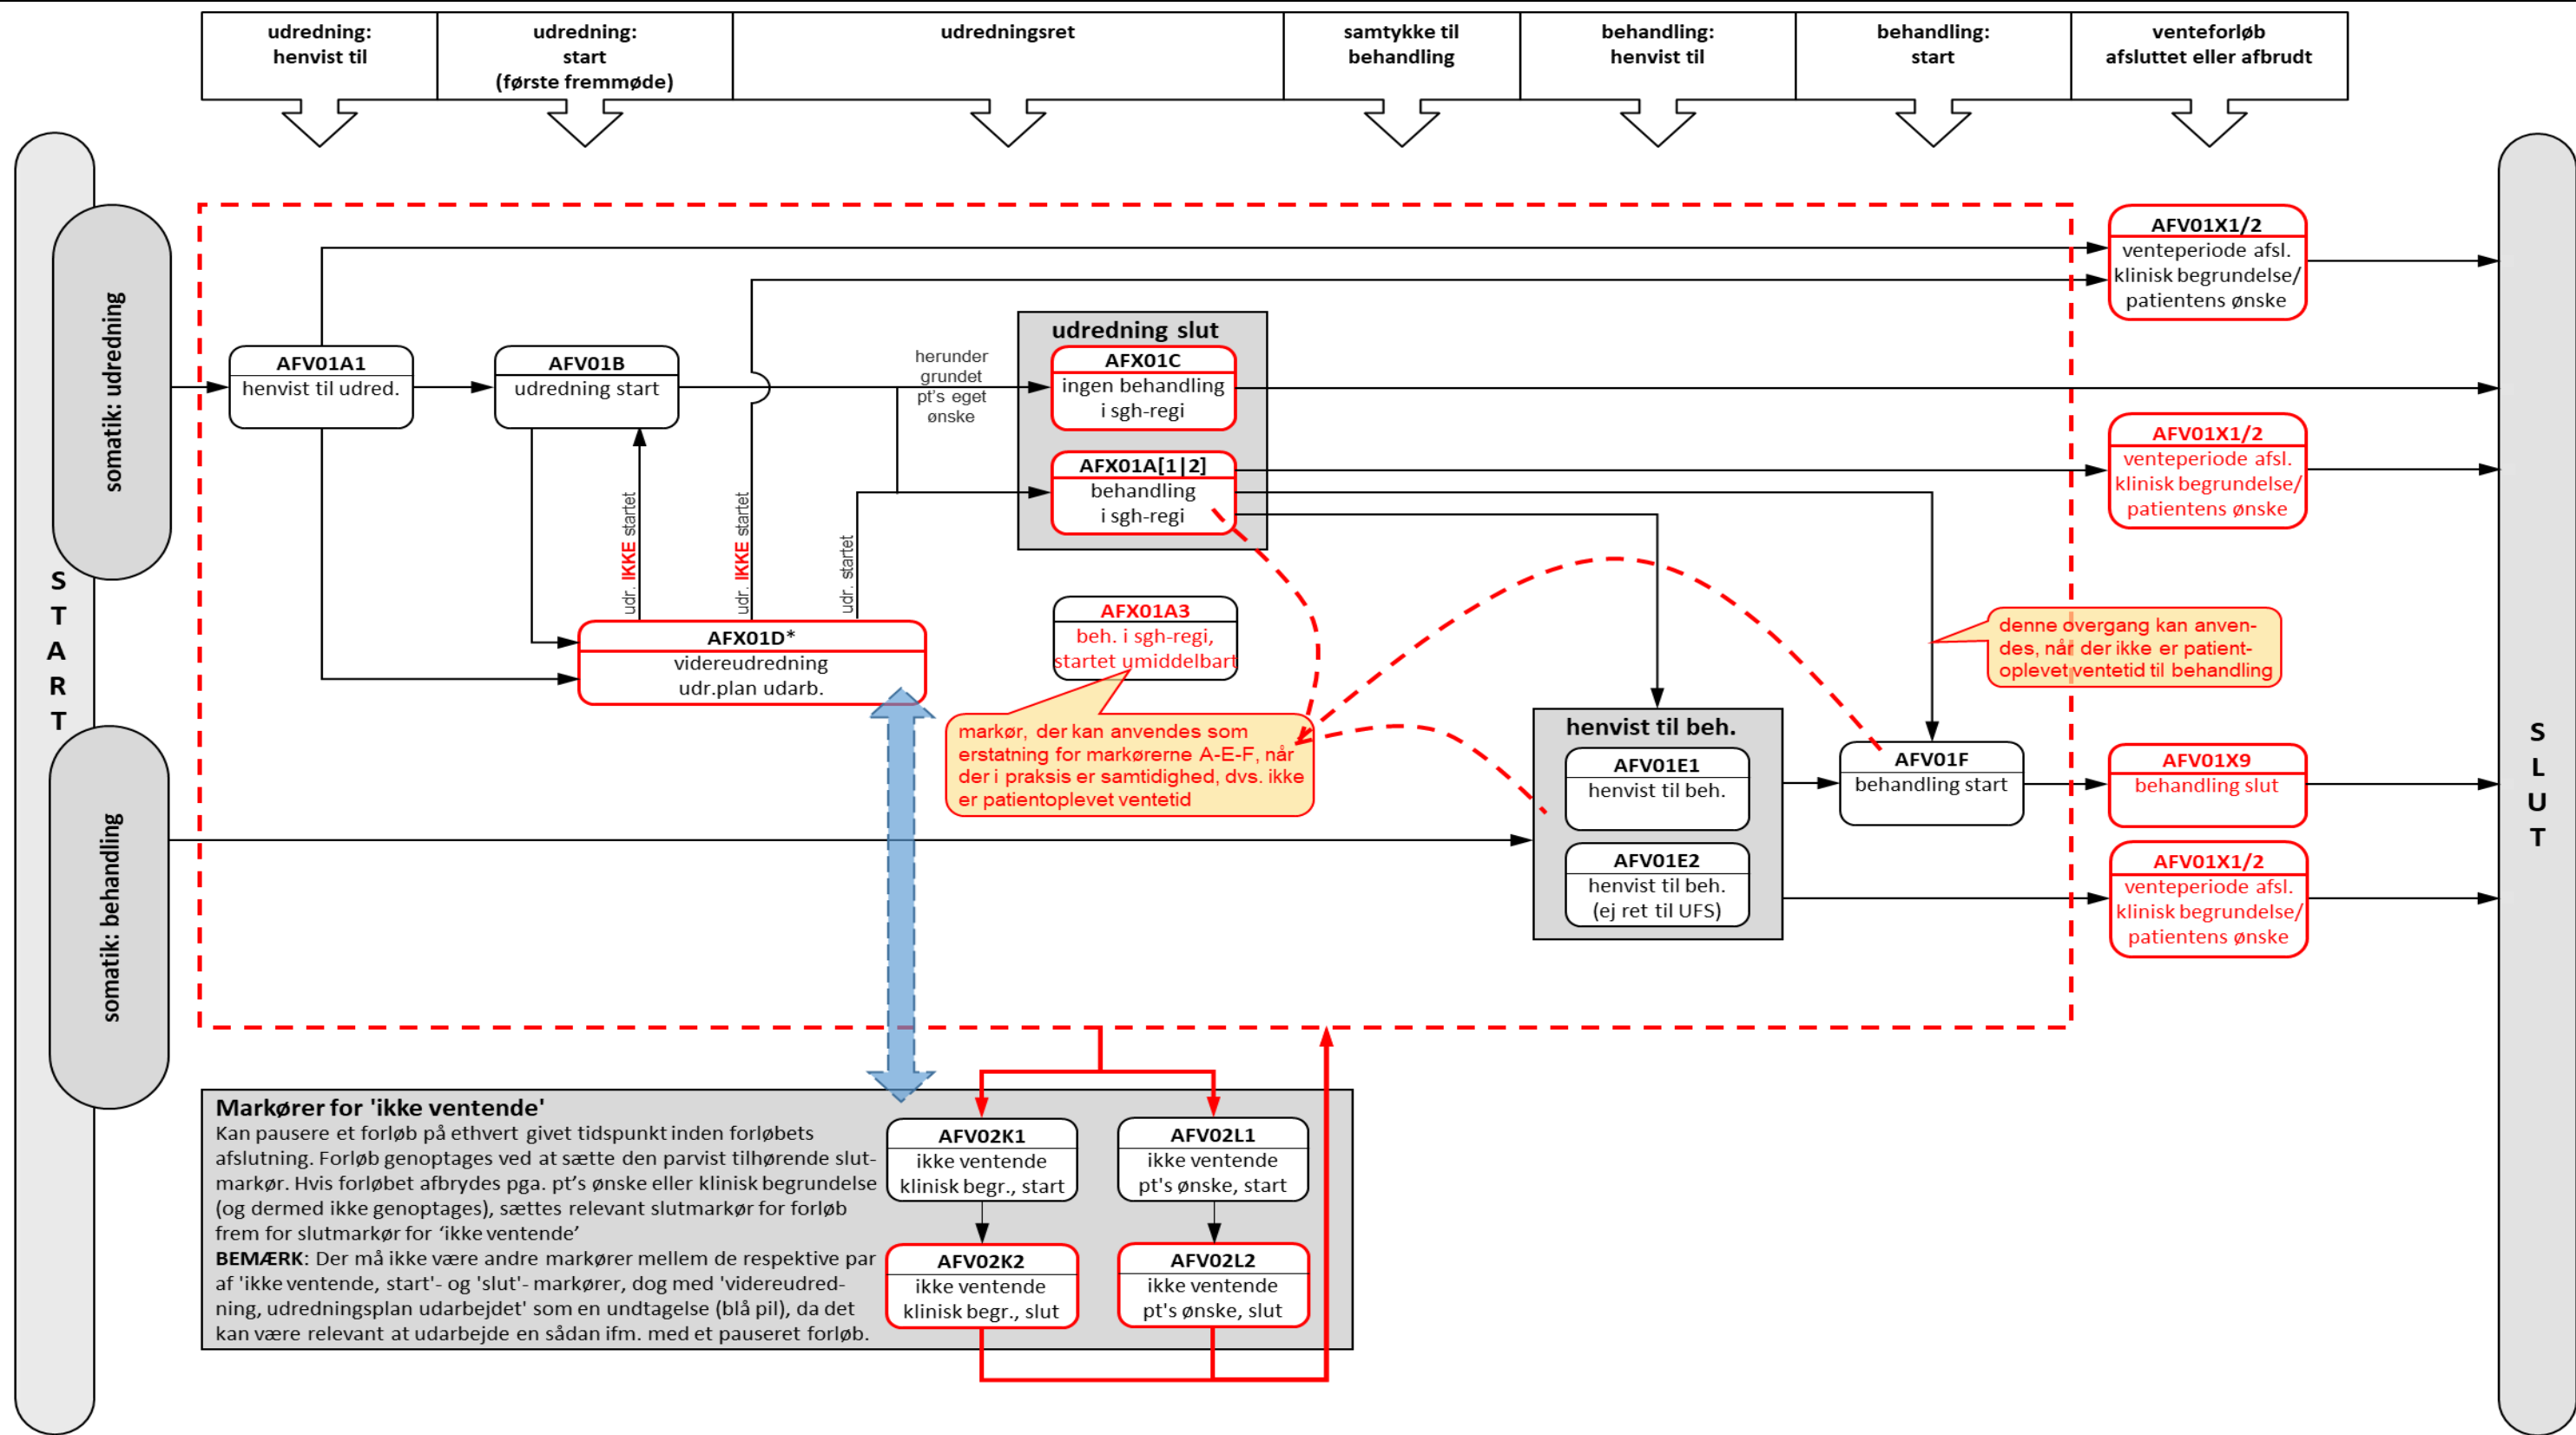 udredning:
henvist til
udredning:
start
(første fremmøde)
udredningsret
samtykke til
behandling
behandling:
henvist til
behandling:
start
venteforløb
afsluttet eller afbrudt
START
somatik: udredning
somatik: behandling
AFV01A1
henvist til udred.
AFV01B
udredning start
herunder
grundet
pt's eget
ønske
udredning slut
AFX01C
ingen behandling
i sgh-regi
AFX01A[1|2]
behandling
i sgh-regi
AFV01X1/2
venteperiode afsl.
klinisk begrundelse/
patientens ønske
AFV01X1/2
venteperiode afsl.
klinisk begrundelse/
patientens ønske
udr. IKKE startet
udr. IKKE startet
udr. startet
AFX01D*
videreudredning
udr.plan udarb.
AFX01A3
beh. i sgh-regi,
startet umiddelbart
markør, der kan anvendes som
erstatning for markørerne A-E-F, når
der i praksis er samtidighed, dvs. ikke
er patientoplevet ventetid
denne overgang kan anven-
des, når der ikke er patient-
oplevet ventetid til behandling
henvist til beh.
AFV01E1
henvist til beh.
AFV01E2
henvist til beh.
(ej ret til UFS)
AFV01F
behandling start
AFV01X9
behandling slut
AFV01X1/2
venteperiode afsl.
klinisk begrundelse/
patientens ønske
SLUT
Markører for 'ikke ventende'
Kan pausere et forløb på ethvert givet tidspunkt inden forløbets
afslutning. Forløb genoptages ved at sætte den parvist tilhørende slut-
markør. Hvis forløbet afbrydes pga. pt’s ønske eller klinisk begrundelse
(og dermed ikke genoptages), sættes relevant slutmarkør for forløb
frem for slutmarkør for ‘ikke ventende’
BEMÆRK: Der må ikke være andre markører mellem de respektive par
af 'ikke ventende, start'- og 'slut'- markører, dog med 'videreudred-
ning, udredningsplan udarbejdet' som en undtagelse (blå pil), da det
kan være relevant at udarbejde en sådan ifm. med et pauseret forløb.
AFV02K1
ikke ventende
klinisk begr., start
AFV02L1
ikke ventende
pt's ønske, start
AFV02K2
ikke ventende
klinisk begr., slut
AFV02L2
ikke ventende
pt's ønske, slut